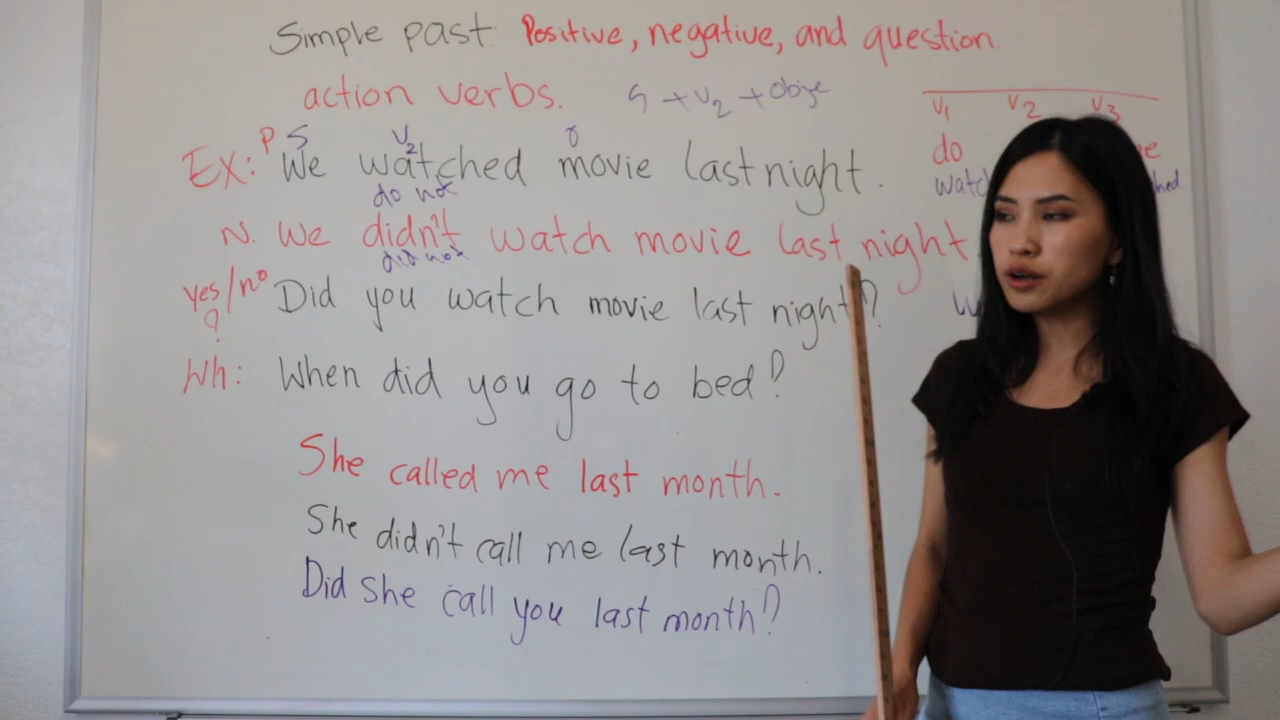 Simple past: Positive, negative, and question.
action verbs. S + V2 + Obje
V1 V2 V3
P S V2 O
Ex: We watched movie last night.
do
do not
N. We didn't watch movie last night
did not
yes/no ? Did you watch movie last night?
Wh: When did you go to bed?
She called me last month.
She didn't call me last month.
Did she call you last month?